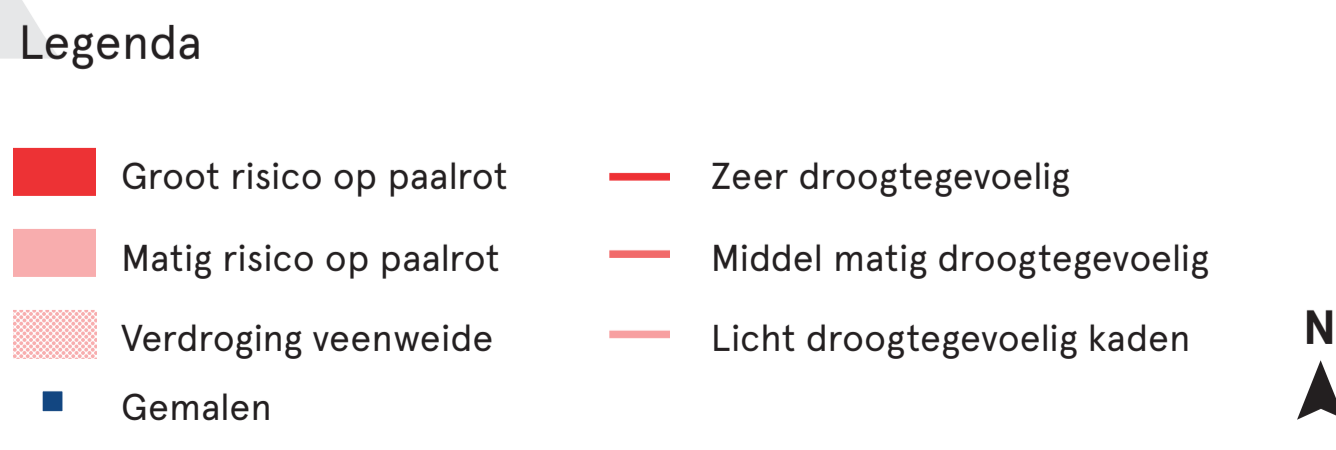 Legenda
Groot risico op paalrot
Matig risico op paalrot
Verdroging veenweide
Gemalen
Zeer droogtegevoelig
Middel matig droogtegevoelig
Licht droogtegevoelig kaden
N